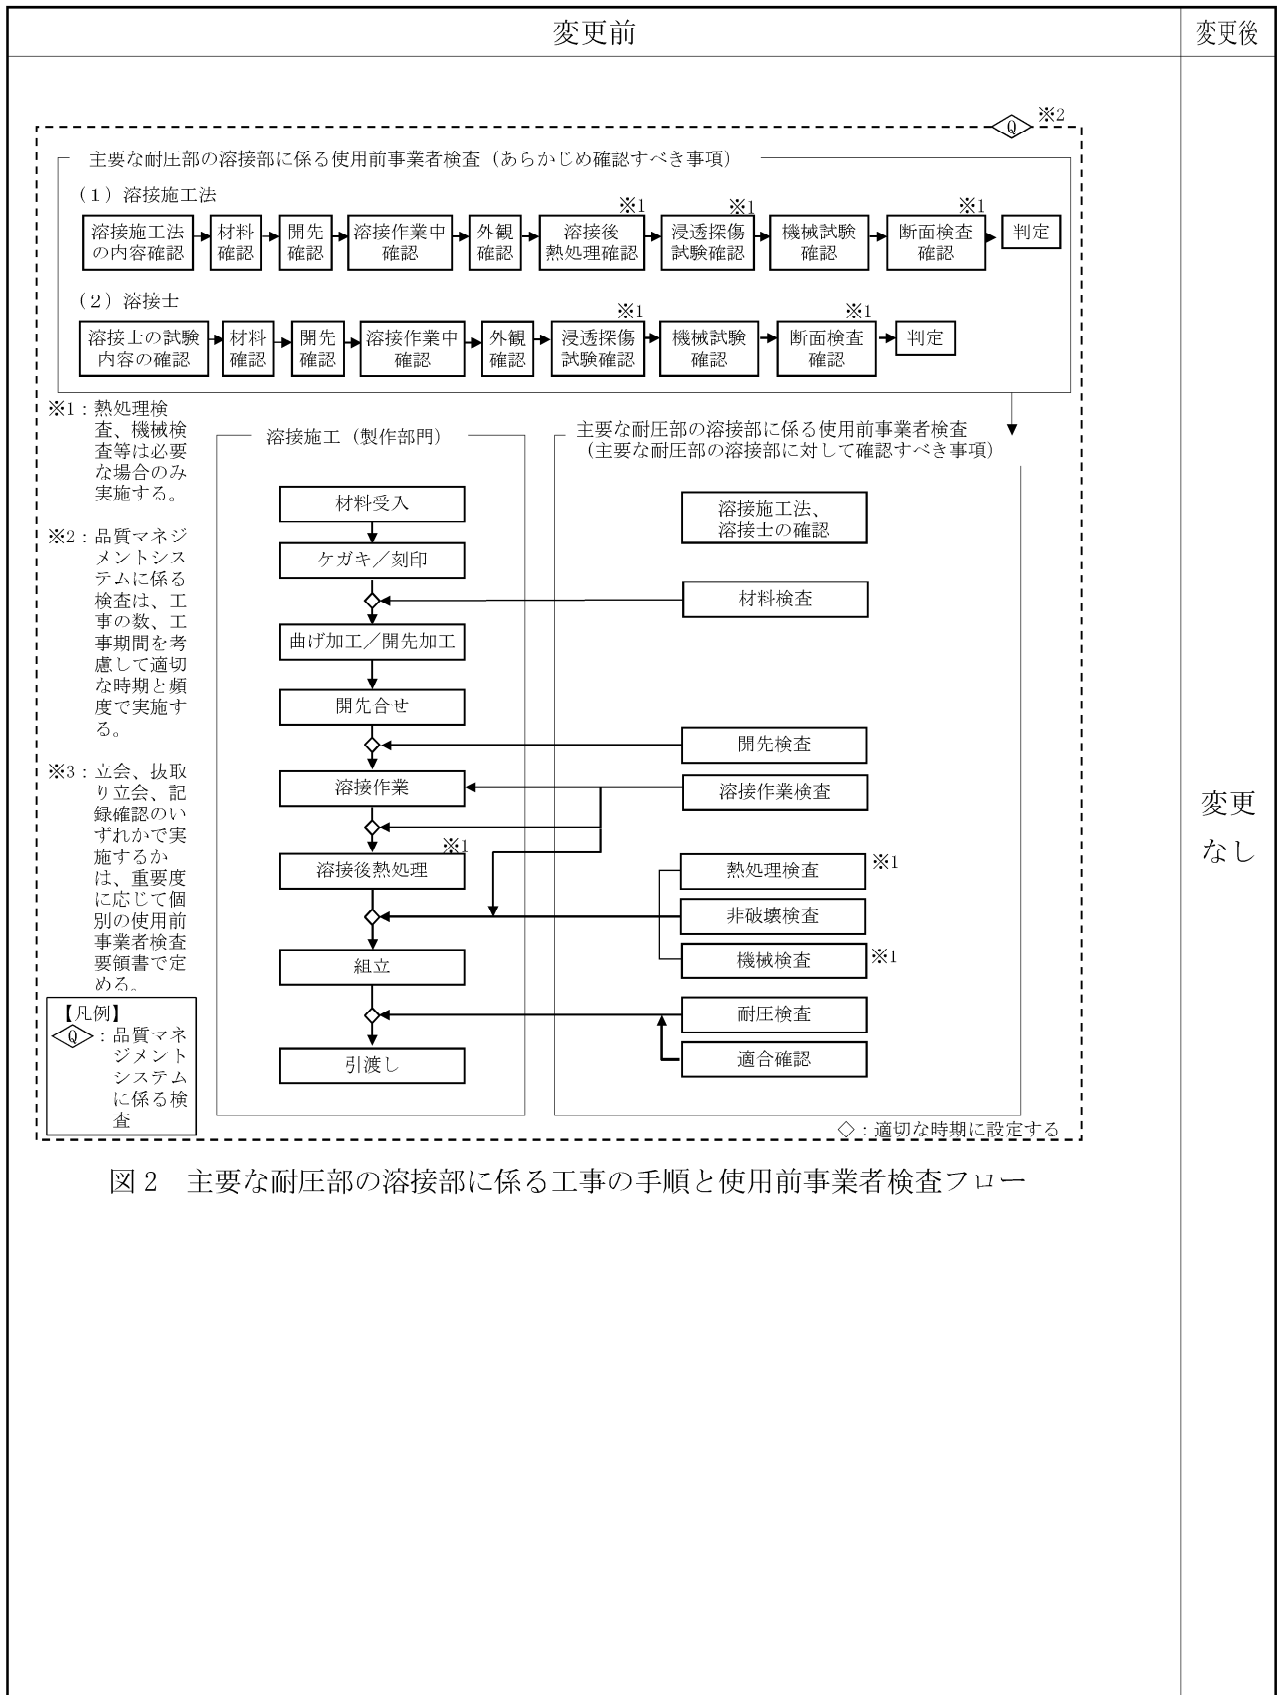 変更前
変更後
Q ※2
主要な耐圧部の溶接部に係る使用前事業者検査（あらかじめ確認すべき事項）
（1）溶接施工法
※1
※1
※1
溶接施工法
の内容確認
材料
確認
開先
確認
溶接作業中
確認
外観
確認
溶接後
熱処理確認
浸透探傷
試験確認
機械試験
確認
断面検査
確認
判定
（2）溶接士
※1
※1
溶接士の試験
内容の確認
材料
確認
開先
確認
溶接作業中
確認
外観
確認
浸透探傷
試験確認
機械試験
確認
断面検査
確認
判定
※1：熱処理検
査、機械検
査等は必要
な場合のみ
実施する。
※2：品質マネジ
メントシス
テムに係る
検査は、工
事の数、工
事期間を考
慮して適切
な時期と頻
度で実施す
る。
※3：立会、抜取
り立会、記
録確認のい
ずれかで実
施するか
は、重要度
に応じて個
別の使用前
事業者検査
要領書で定
める。
【凡例】
Q：品質マネ
ジメント
システム
に係る検
査
溶接施工（製作部門）
材料受入
ケガキ／刻印
曲げ加工／開先加工
開先合せ
溶接作業
※1
溶接後熱処理
組立
引渡し
主要な耐圧部の溶接部に係る使用前事業者検査
（主要な耐圧部の溶接部に対して確認すべき事項）
溶接施工法、
溶接士の確認
材料検査
開先検査
溶接作業検査
熱処理検査 ※1
非破壊検査
機械検査 ※1
耐圧検査
適合確認
◇：適切な時期に設定する
図2　主要な耐圧部の溶接部に係る工事の手順と使用前事業者検査フロー
変更
なし